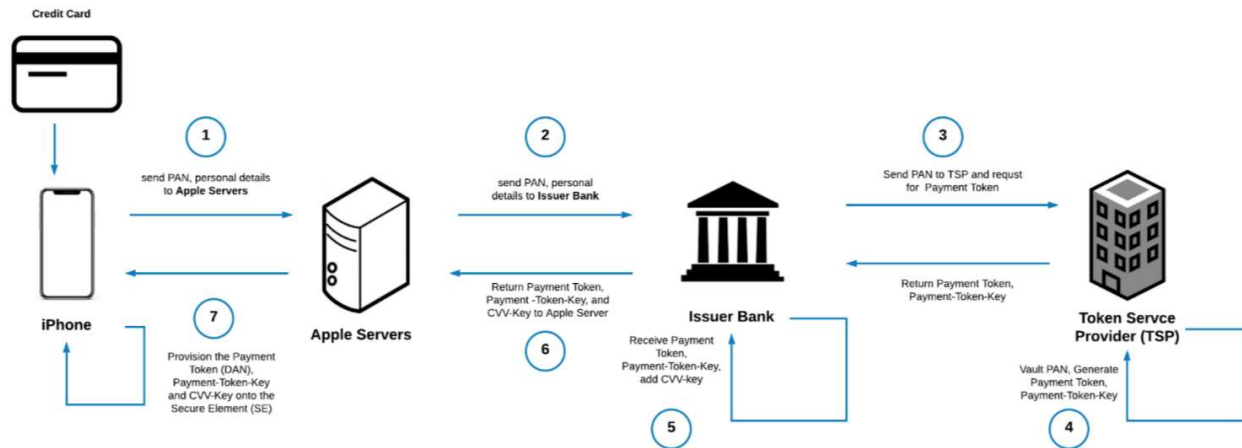 Credit Card
1
send PAN, personal details
to Apple Servers
2
send PAN, personal
details to Issuer Bank
3
Send PAN to TSP and requst
for Payment Token
iPhone
7
Provision the Payment
Token (DAN),
Payment-Token-Key
and CVV-Key onto the
Secure Element (SE)
Apple Servers
Return Payment Token,
Payment -Token-Key, and
CVV-Key to Apple Server
6
Issuer Bank
Receive Payment
Token,
Payment-Token-Key,
add CVV-key
5
Return Payment Token,
Payment-Token-Key
Token Servce
Provider (TSP)
Vault PAN, Generate
Payment Token,
Payment-Token-Key
4